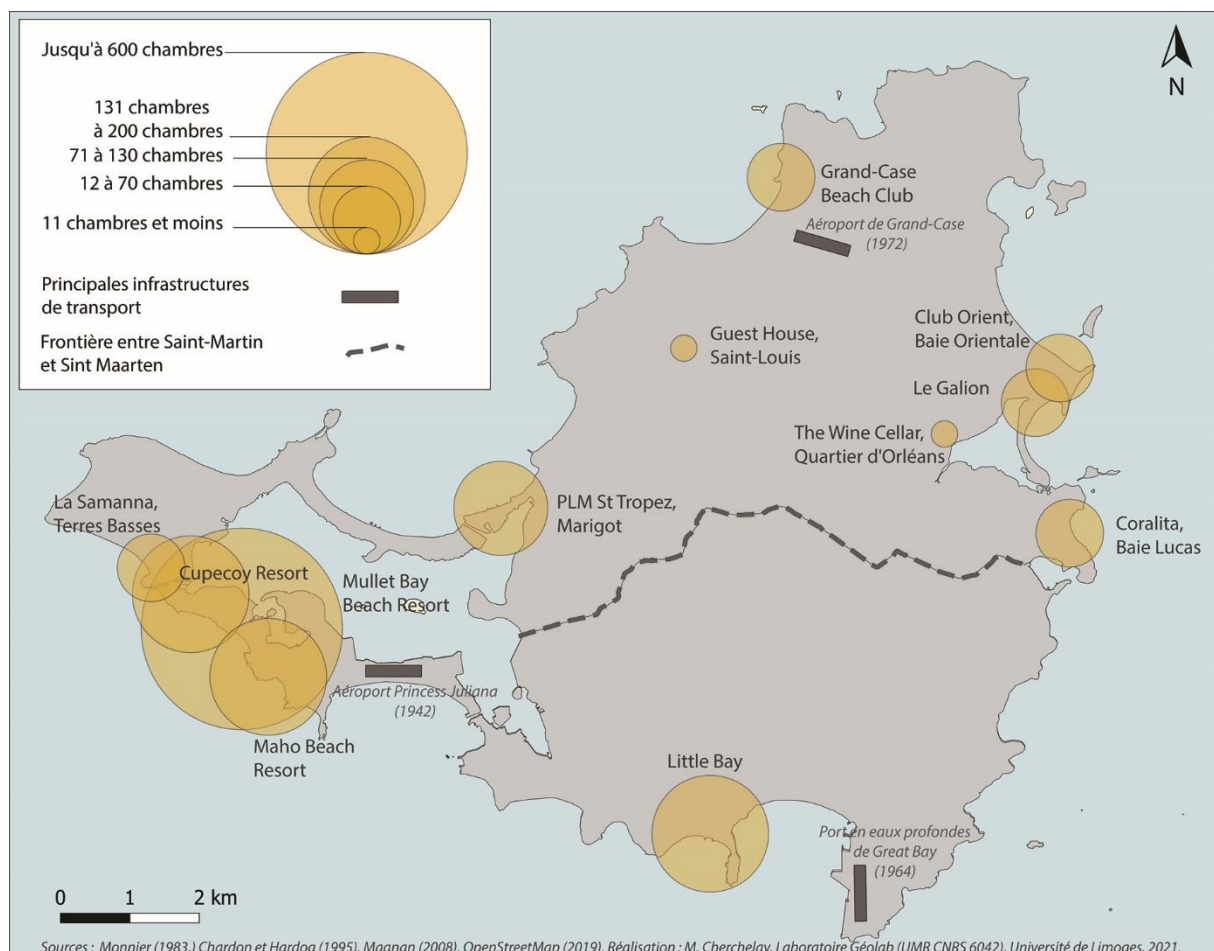 Jusqu'à 600 chambres
131 chambres
à 200 chambres
71 à 130 chambres
12 à 70 chambres
11 chambres et moins
Principales infrastructures
de transport
Frontière entre Saint-Martin
et Sint Maarten
N
Grand-Case
Beach Club
Aéroport de Grand-Case
(1972)
Guest House,
Saint-Louis
Club Orient,
Baie Orientale
Le Galion
The Wine Cellar,
Quartier d'Orléans
La Samanna,
Terres Basses
PLM St Tropez,
Marigot
Coralita,
Baie Lucas
Cupecoy Resort
Mullet Bay
Beach Resort
Aéroport Princess Juliana
(1942)
Maho Beach
Resort
Little Bay
Port en eaux profondes
de Great Bay
(1964)
0 1 2 km
Sources : Monnier (1983,) Chardon et Hardog (1995), Magnan (2008), OpenStreetMap (2019). Réalisation : M. Cherchelay, Laboratoire Géolab (UMR CNRS 6042), Université de Limoges, 2021.